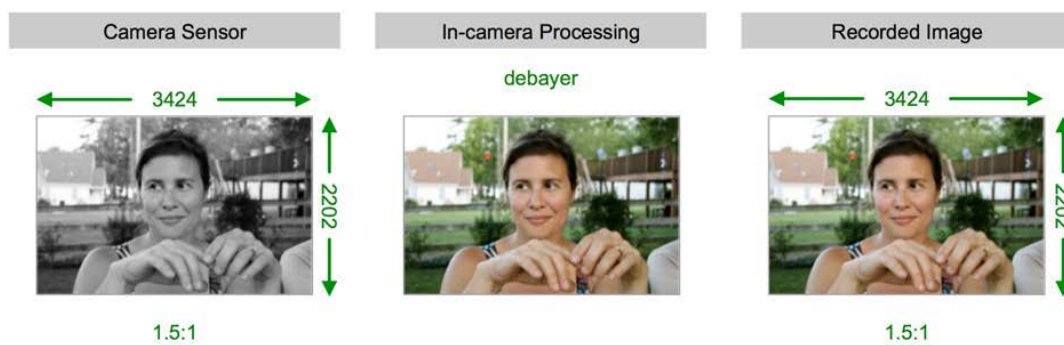 Camera Sensor
In-camera Processing
Recorded Image
debayer
3424
3424
2202
2202
1.5:1
1.5:1